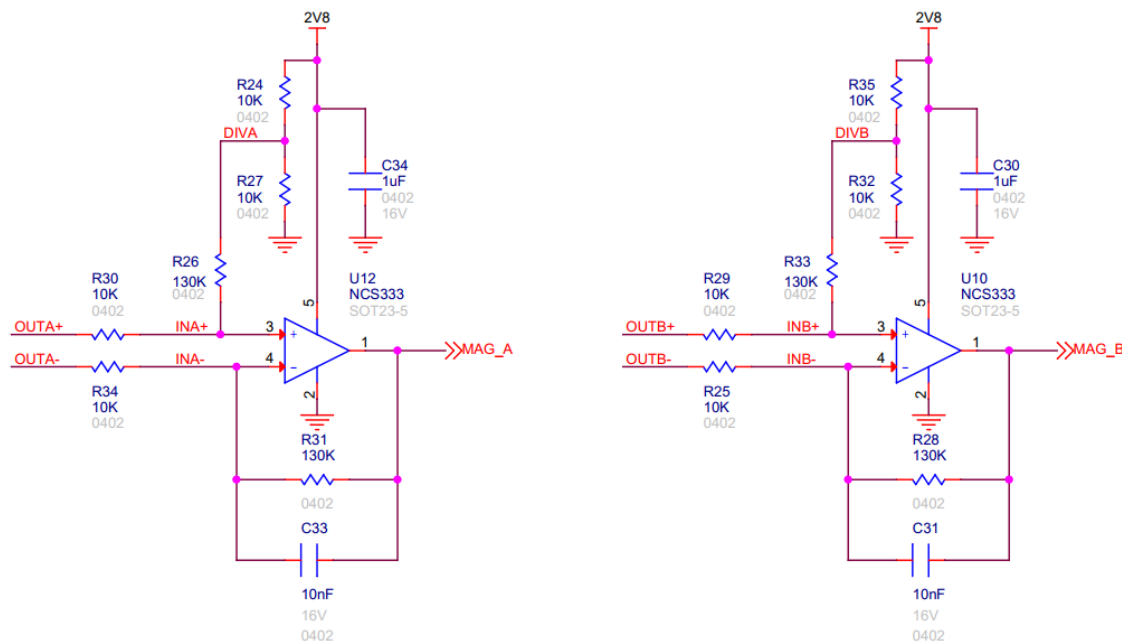 2V8
R24
10K
0402
DIVA
R27
10K
0402
C34
1uF
0402
16V
R26
130K
0402
U12
NCS333
SOT23-5
R30
10K
0402
OUTA+
INA+
3
5
+
OUTA-
INA-
4
1
MAG_A
R34
10K
0402
2
R31
130K
0402
C33
10nF
16V
0402
2V8
R35
10K
0402
DIVB
R32
10K
0402
C30
1uF
0402
16V
R33
130K
0402
U10
NCS333
SOT23-5
R29
10K
0402
OUTB+
INB+
3
5
+
OUTB-
INB-
4
1
MAG_B
R25
10K
0402
2
R28
130K
0402
C31
10nF
16V
0402